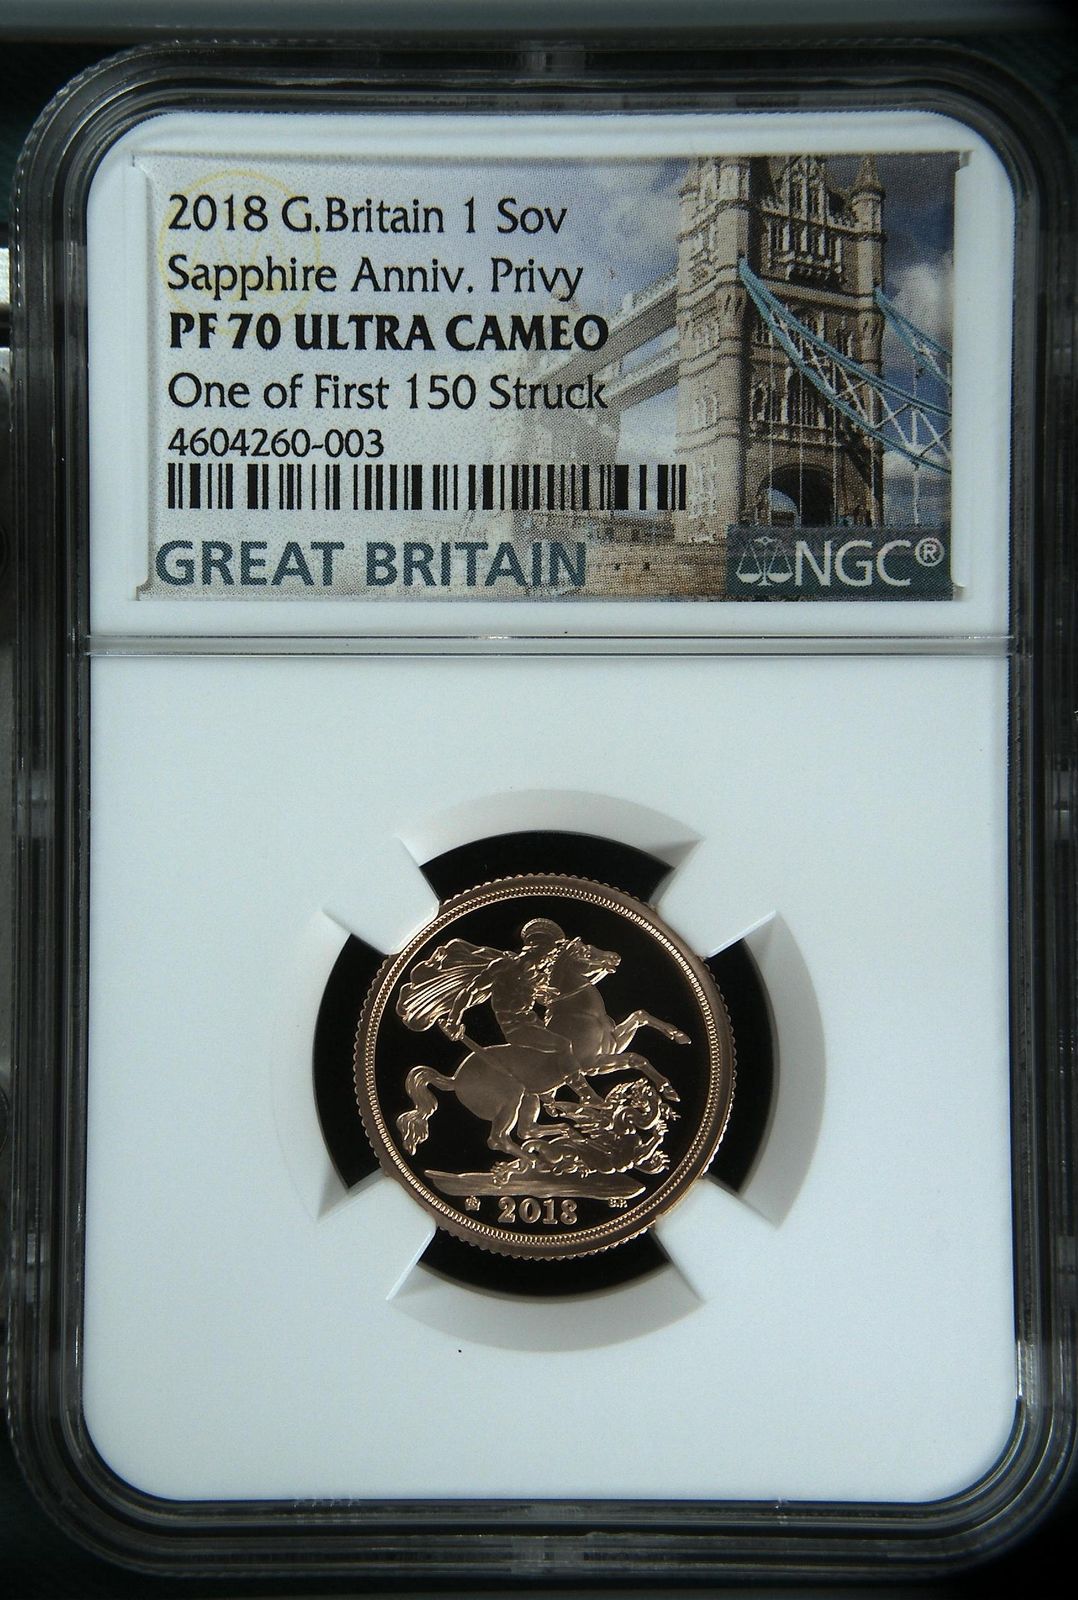 2018 G.Britain 1 Sov
Sapphire Anniv. Privy
PF 70 ULTRA CAMEO
One of First 150 Struck
4604260-003
GREAT BRITAIN
NGC®
2018
B.P.